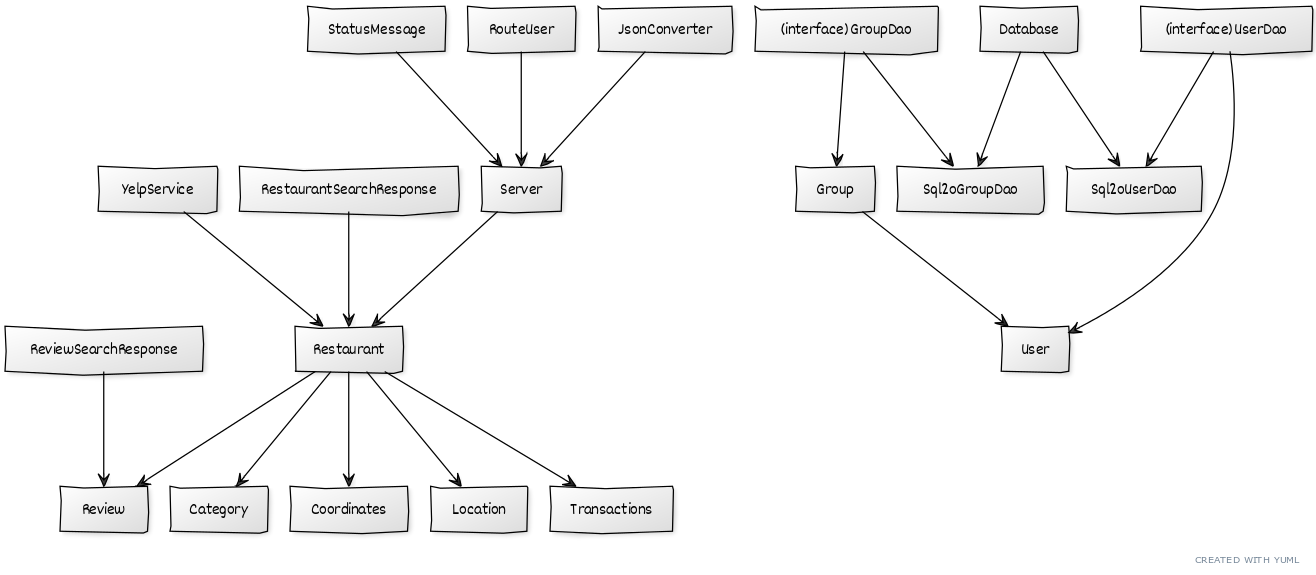 StatusMessage
RouteUser
JsonConverter
(interface) GroupDao
Database
(interface) UserDao
YelpService
RestaurantSearchResponse
Server
Group
Sql2oGroupDao
Sql2oUserDao
ReviewSearchResponse
Restaurant
User
Review
Category
Coordinates
Location
Transactions
CREATED WITH YUML